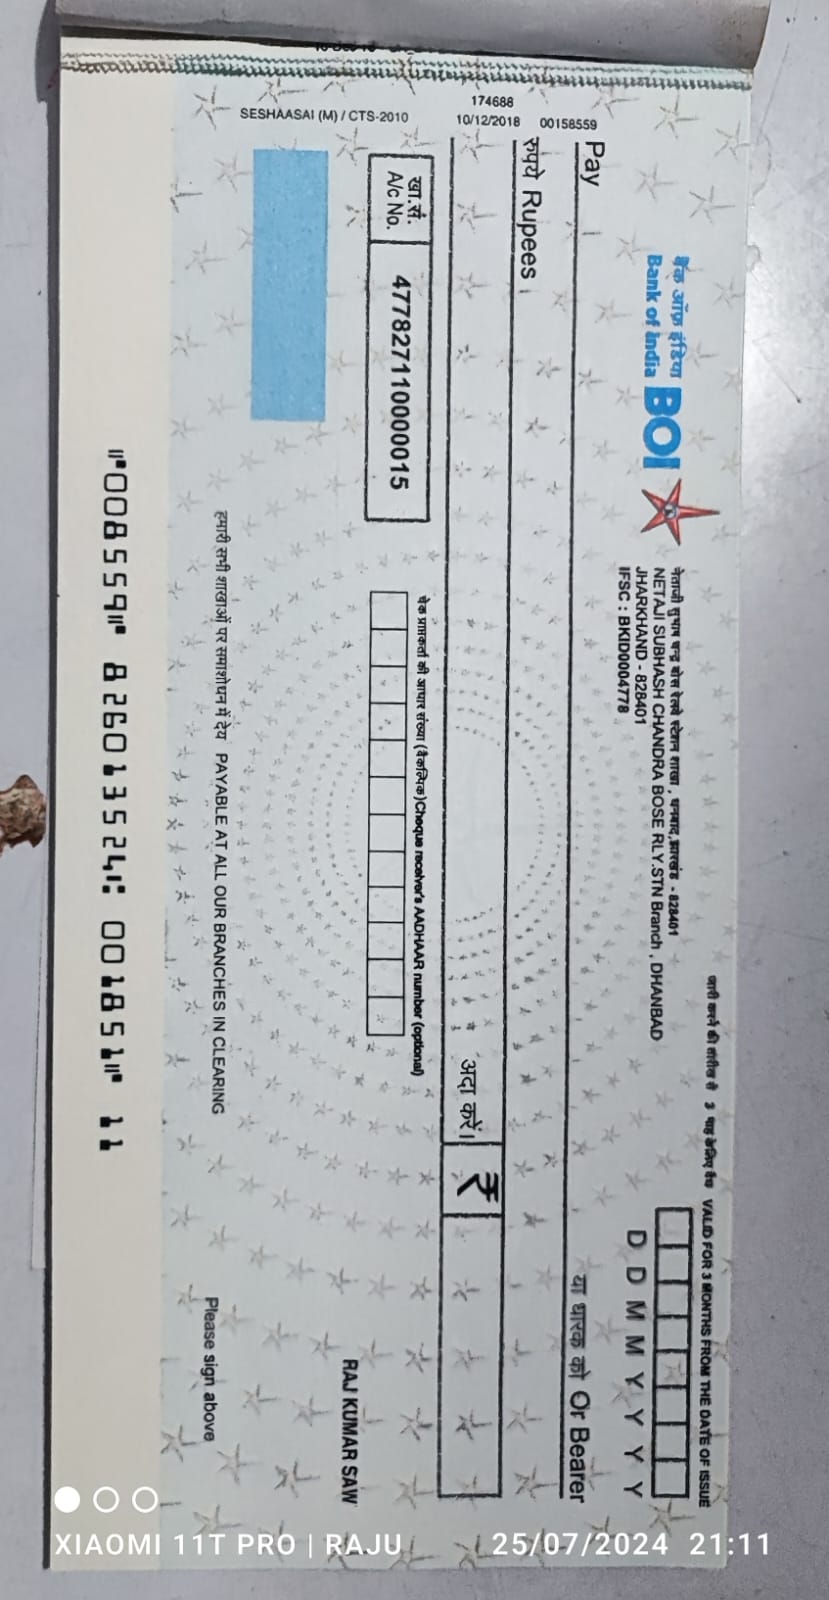 जारी करने की तारीख से 3 माह के लिए वैध VALID FOR 3 MONTHS FROM THE DATE OF ISSUE
बैंक ऑफ़ इंडिया
Bank of India BOI
नेताजी सुभाष चन्द्र बोस रेलवे स्टेशन शाखा, धनबाद, झारखंड - 828401
NETAJI SUBHASH CHANDRA BOSE RLY.STN Branch, DHANBAD
JHARKHAND - 828401
IFSC : BKID0004778
D D M M Y Y Y Y
Pay
या धारक को Or Bearer
रुपये Rupees
अदा करें।
₹
खा.सं.
A/c No.
477827110000015
चेक प्राप्तकर्ता की आधार संख्या (वैकल्पिक)Cheque receiver's AADHAAR number (optional)
RAJ KUMAR SAW
Please sign above
हमारी सभी शाखाओं पर समाशोधन में देय PAYABLE AT ALL OUR BRANCHES IN CLEARING
SESHAASAI (M) / CTS-2010
174688
10/12/2018 00158559
⑈008559⑈ 826013524⑆ 001851⑈ 11
XIAOMI 11T PRO | RAJU
25/07/2024 21:11